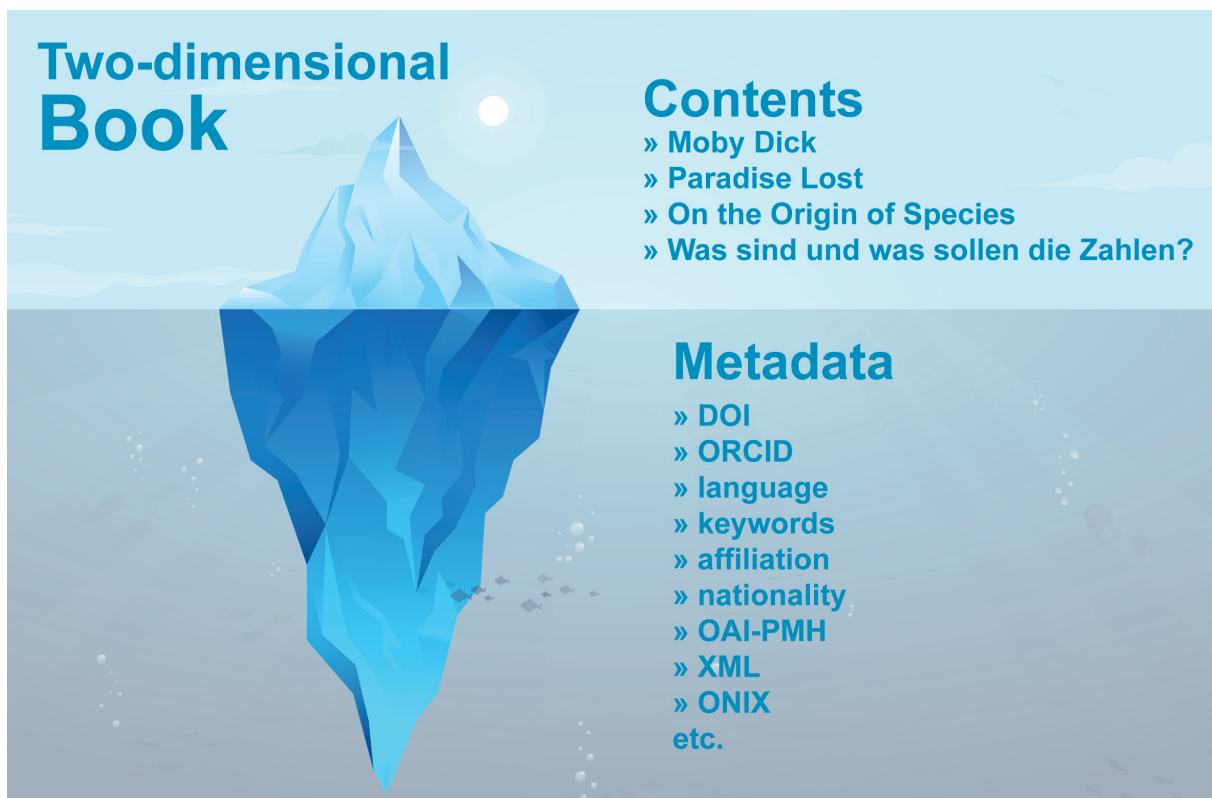 Two-dimensional
Book
Contents
» Moby Dick
» Paradise Lost
» On the Origin of Species
» Was sind und was sollen die Zahlen?
Metadata
» DOI
» ORCID
» language
» keywords
» affiliation
» nationality
» OAI-PMH
» XML
» ONIX
etc.